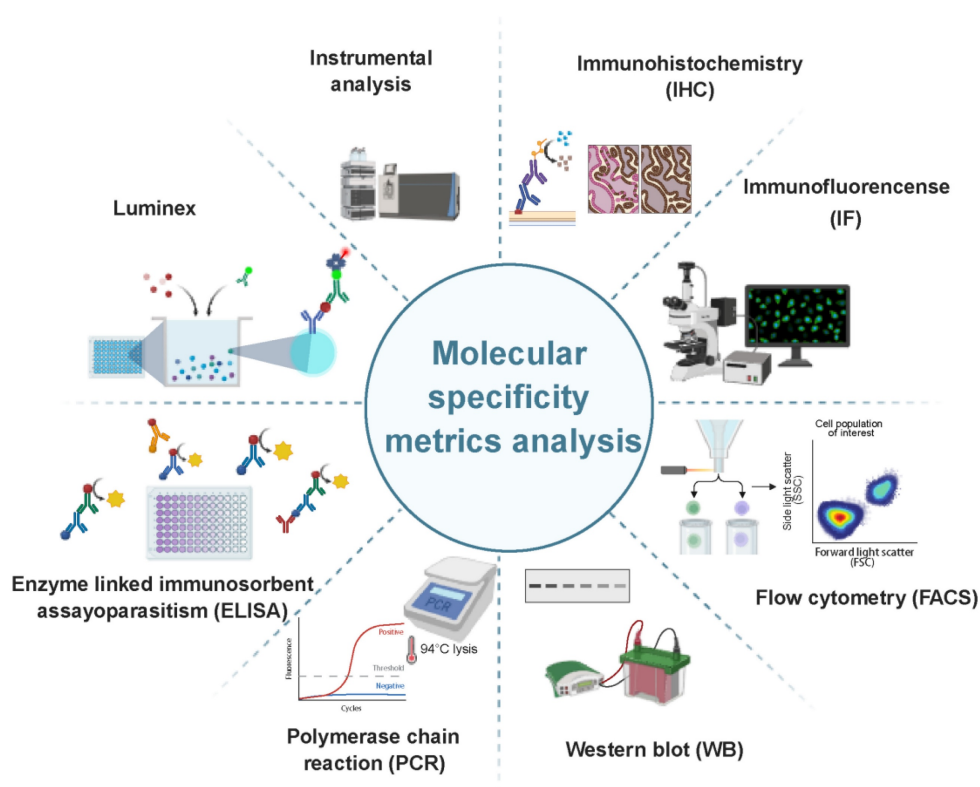 Instrumental
analysis
Immunohistochemistry
(IHC)
Immunofluorencense
(IF)
Luminex
Molecular
specificity
metrics analysis
Cell population
of interest
Side light scatter
(SSC)
Forward light scatter
(FSC)
Flow cytometry (FACS)
Enzyme linked immunosorbent
assayoparasitism (ELISA)
PCR
94°C lysis
Fluorescence
Positive
Threshold
Negative
Cycles
Polymerase chain
reaction (PCR)
Western blot (WB)